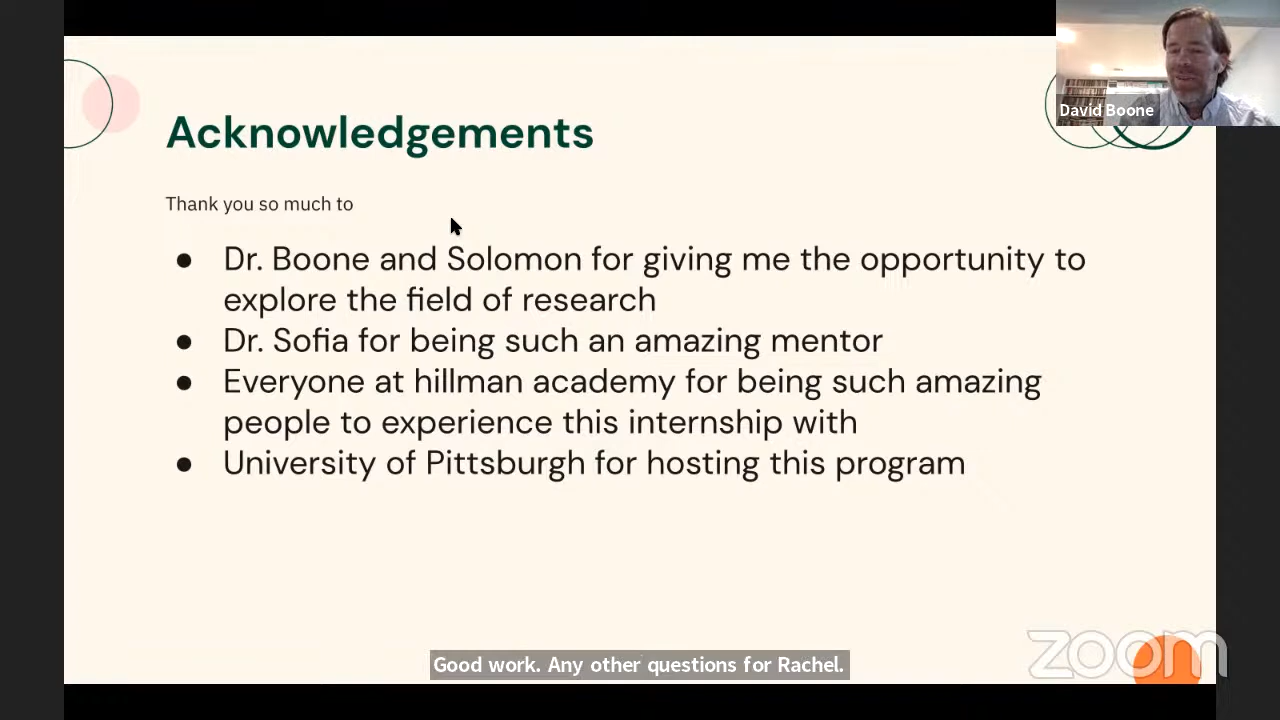 David Boone
Acknowledgements
Thank you so much to
● Dr. Boone and Solomon for giving me the opportunity to
explore the field of research
● Dr. Sofia for being such an amazing mentor
● Everyone at hillman academy for being such amazing
people to experience this internship with
● University of Pittsburgh for hosting this program
Good work. Any other questions for Rachel.
zoom